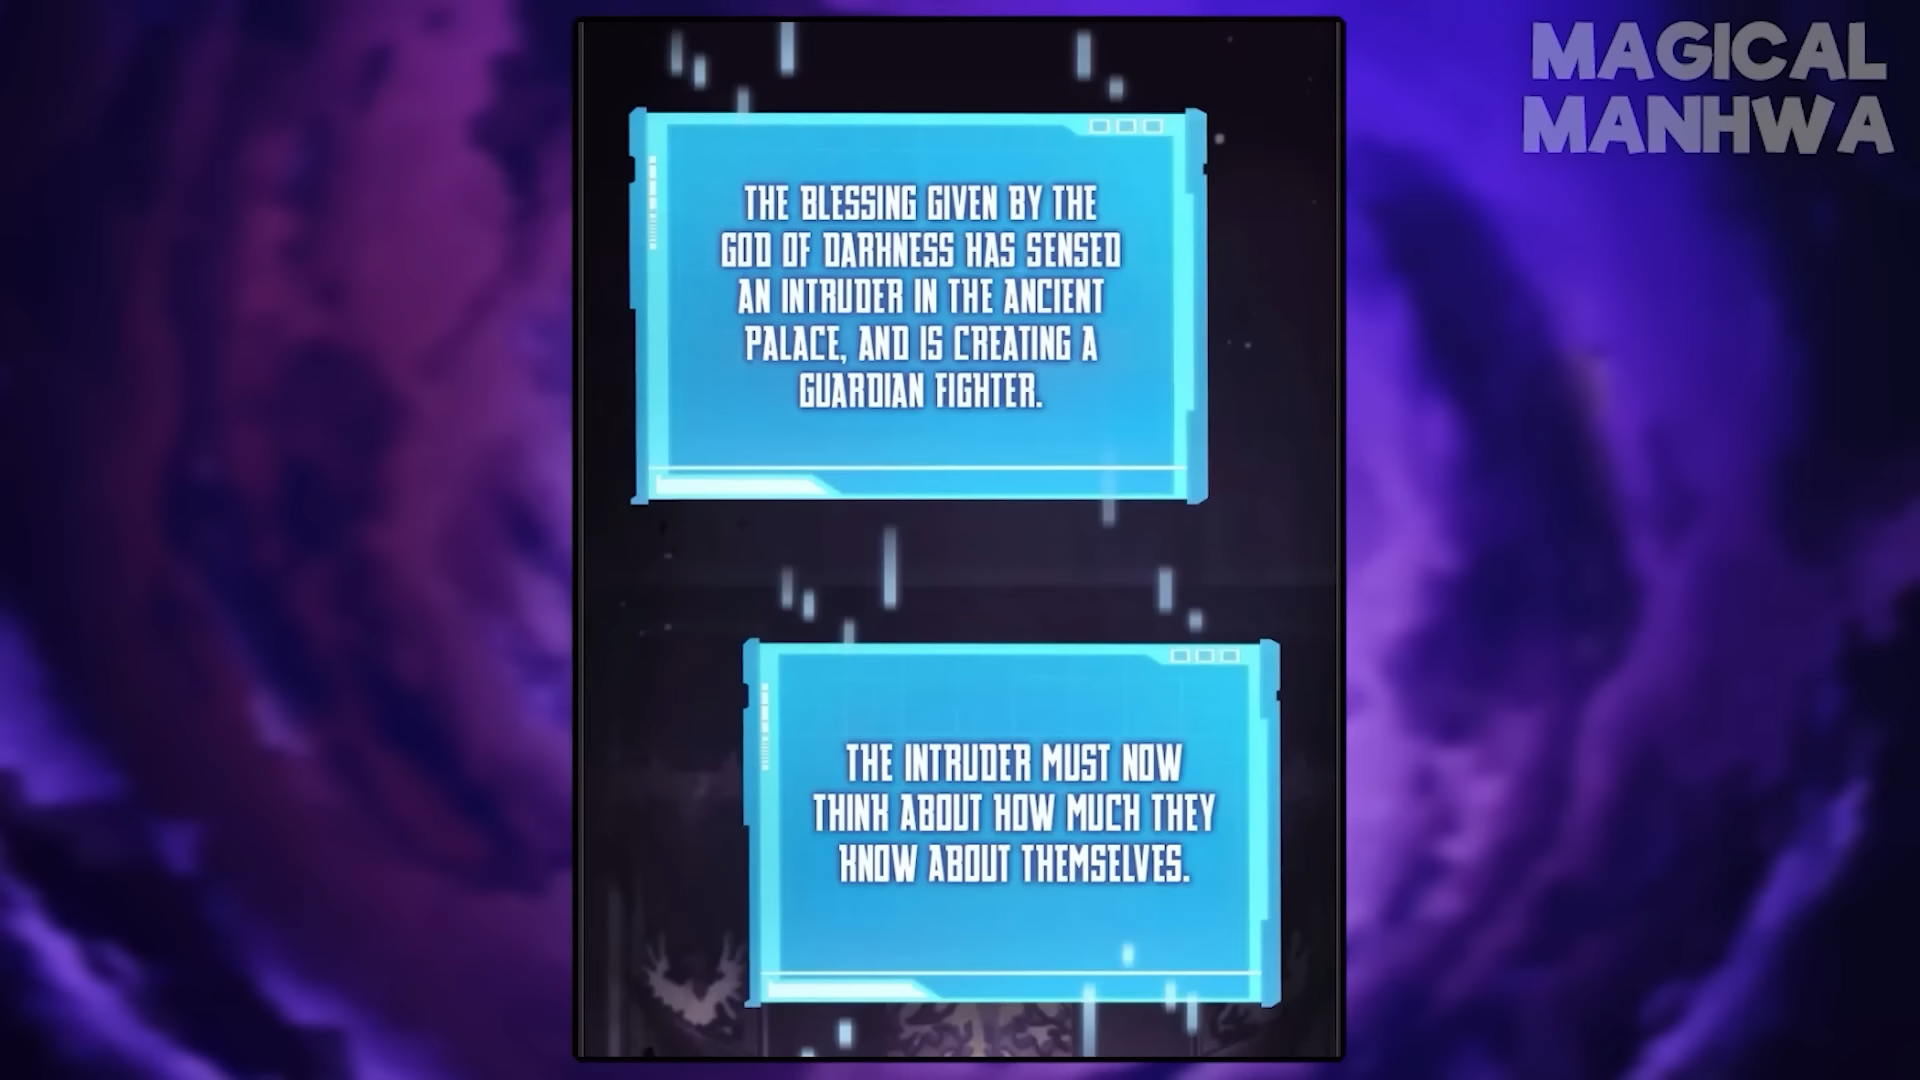 MAGICAL
MANHWA
THE BLESSING GIVEN BY THE
GOD OF DARKNESS HAS SENSED
AN INTRUDER IN THE ANCIENT
PALACE, AND IS CREATING A
GUARDIAN FIGHTER.
THE INTRUDER MUST NOW
THINK ABOUT HOW MUCH THEY
KNOW ABOUT THEMSELVES.